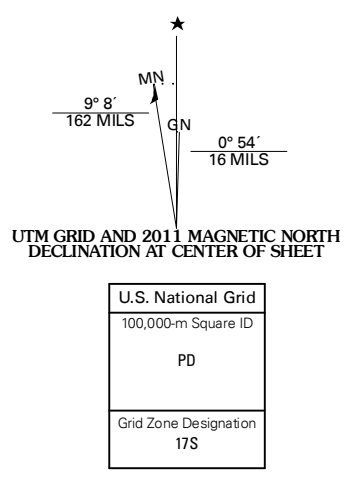 MN
GN
9° 8´
162 MILS
0° 54´
16 MILS
UTM GRID AND 2011 MAGNETIC NORTH
DECLINATION AT CENTER OF SHEET
U.S. National Grid
100,000-m Square ID
PD
Grid Zone Designation
17S